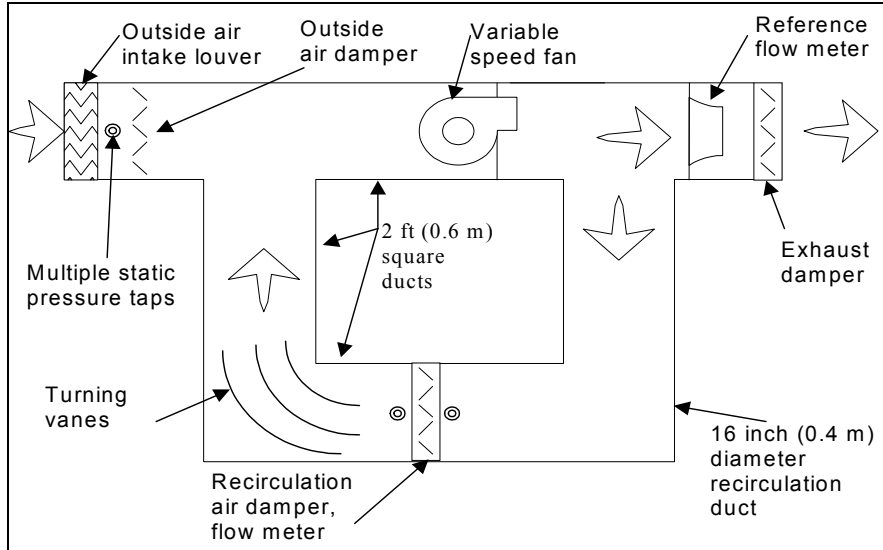 Outside air
intake louver
Outside
air damper
Variable
speed fan
Reference
flow meter
2 ft (0.6 m)
square
ducts
Multiple static
pressure taps
Exhaust
damper
Turning
vanes
Recirculation
air damper,
flow meter
16 inch (0.4 m)
diameter
recirculation
duct